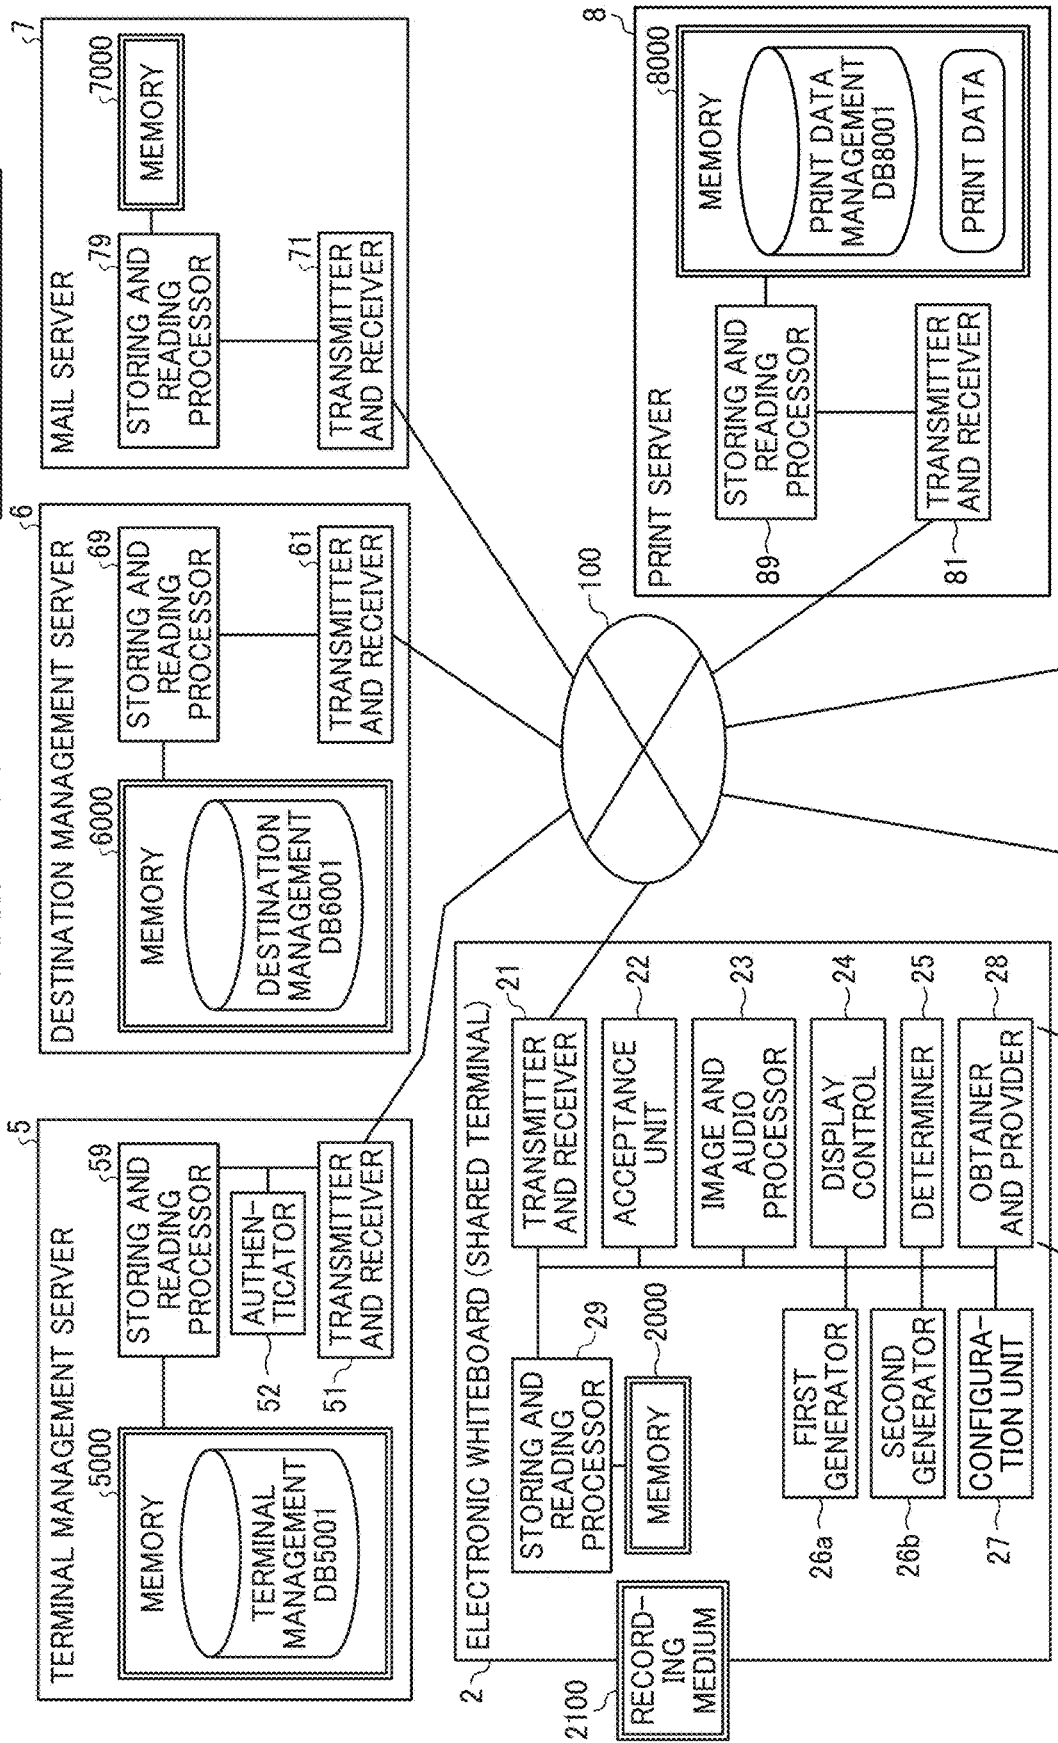 TERMINAL MANAGEMENT SERVER
5
5000
MEMORY
TERMINAL
MANAGEMENT
DB5001
59
STORING AND
READING
PROCESSOR
52
AUTHEN-
TICATOR
51
TRANSMITTER
AND RECEIVER
DESTINATION MANAGEMENT SERVER
6
6000
MEMORY
DESTINATION
MANAGEMENT
DB6001
69
STORING AND
READING
PROCESSOR
61
TRANSMITTER
AND RECEIVER
MAIL SERVER
7
79
STORING AND
READING
PROCESSOR
7000
MEMORY
71
TRANSMITTER
AND RECEIVER
100
2
ELECTRONIC WHITEBOARD (SHARED TERMINAL)
2100
RECORD-
ING
MEDIUM
STORING AND
READING
PROCESSOR
29
MEMORY
2000
TRANSMITTER
AND RECEIVER
21
ACCEPTANCE
UNIT
22
IMAGE AND
AUDIO
PROCESSOR
23
DISPLAY
CONTROL
24
DETERMINER
25
OBTAINER
AND PROVIDER
28
26a
FIRST
GENERATOR
26b
SECOND
GENERATOR
27
CONFIGURA-
TION UNIT
PRINT SERVER
8
89
STORING AND
READING
PROCESSOR
8000
MEMORY
PRINT DATA
MANAGEMENT
DB8001
PRINT DATA
81
TRANSMITTER
AND RECEIVER